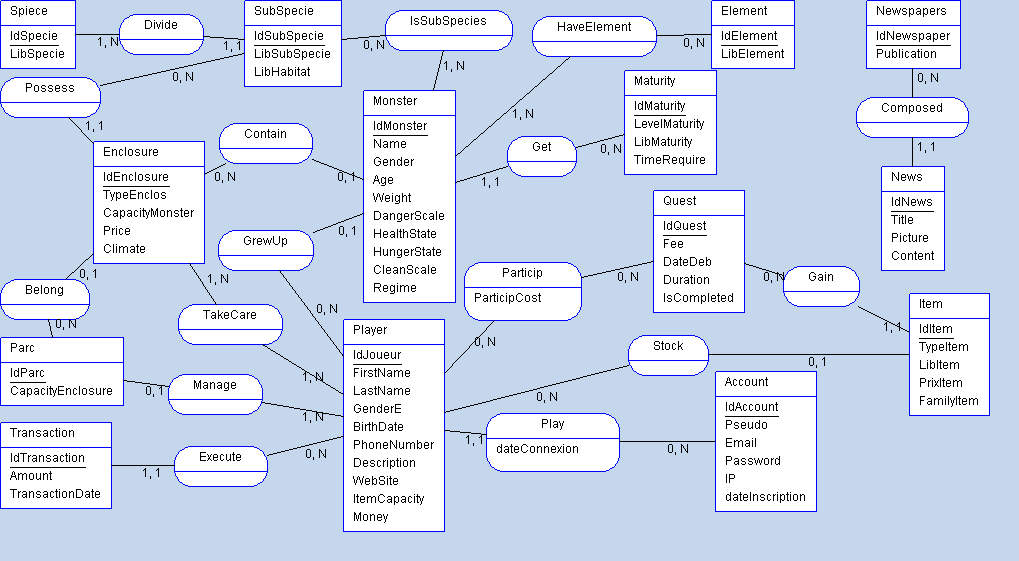 Spiece
IdSpecie
LibSpecie
1, N
Divide
1, 1
SubSpecie
IdSubSpecie
LibSubSpecie
LibHabitat
0, N
IsSubSpecies
1, N
HaveElement
0, N
1, N
Element
IdElement
LibElement
Newspapers
IdNewspaper
Publication
0, N
Composed
1, 1
News
IdNews
Title
Picture
Content
0, N
Possess
1, 1
Enclosure
IdEnclosure
TypeEnclos
CapacityMonster
Price
Climate
Contain
0, N
0, 1
Monster
IdMonster
Name
Gender
Age
Weight
DangerScale
HealthState
HungerState
CleanScale
Regime
Get
1, 1
0, N
Maturity
IdMaturity
LevelMaturity
LibMaturity
TimeRequire
GrewUp
0, 1
0, N
Quest
IdQuest
Fee
DateDeb
Duration
IsCompleted
Particip
ParticipCost
0, N
0, N
Gain
0, N
1, 1
Item
IdItem
TypeItem
LibItem
PrixItem
FamilyItem
Belong
0, 1
0, N
TakeCare
1, N
1, N
Parc
IdParc
CapacityEnclosure
Manage
0, 1
1, N
Player
IdJoueur
FirstName
LastName
GenderE
BirthDate
PhoneNumber
Description
WebSite
ItemCapacity
Money
Stock
0, N
0, 1
Account
IdAccount
Pseudo
Email
Password
IP
dateInscription
Play
dateConnexion
1, 1
0, N
Transaction
IdTransaction
Amount
TransactionDate
Execute
1, 1
0, N